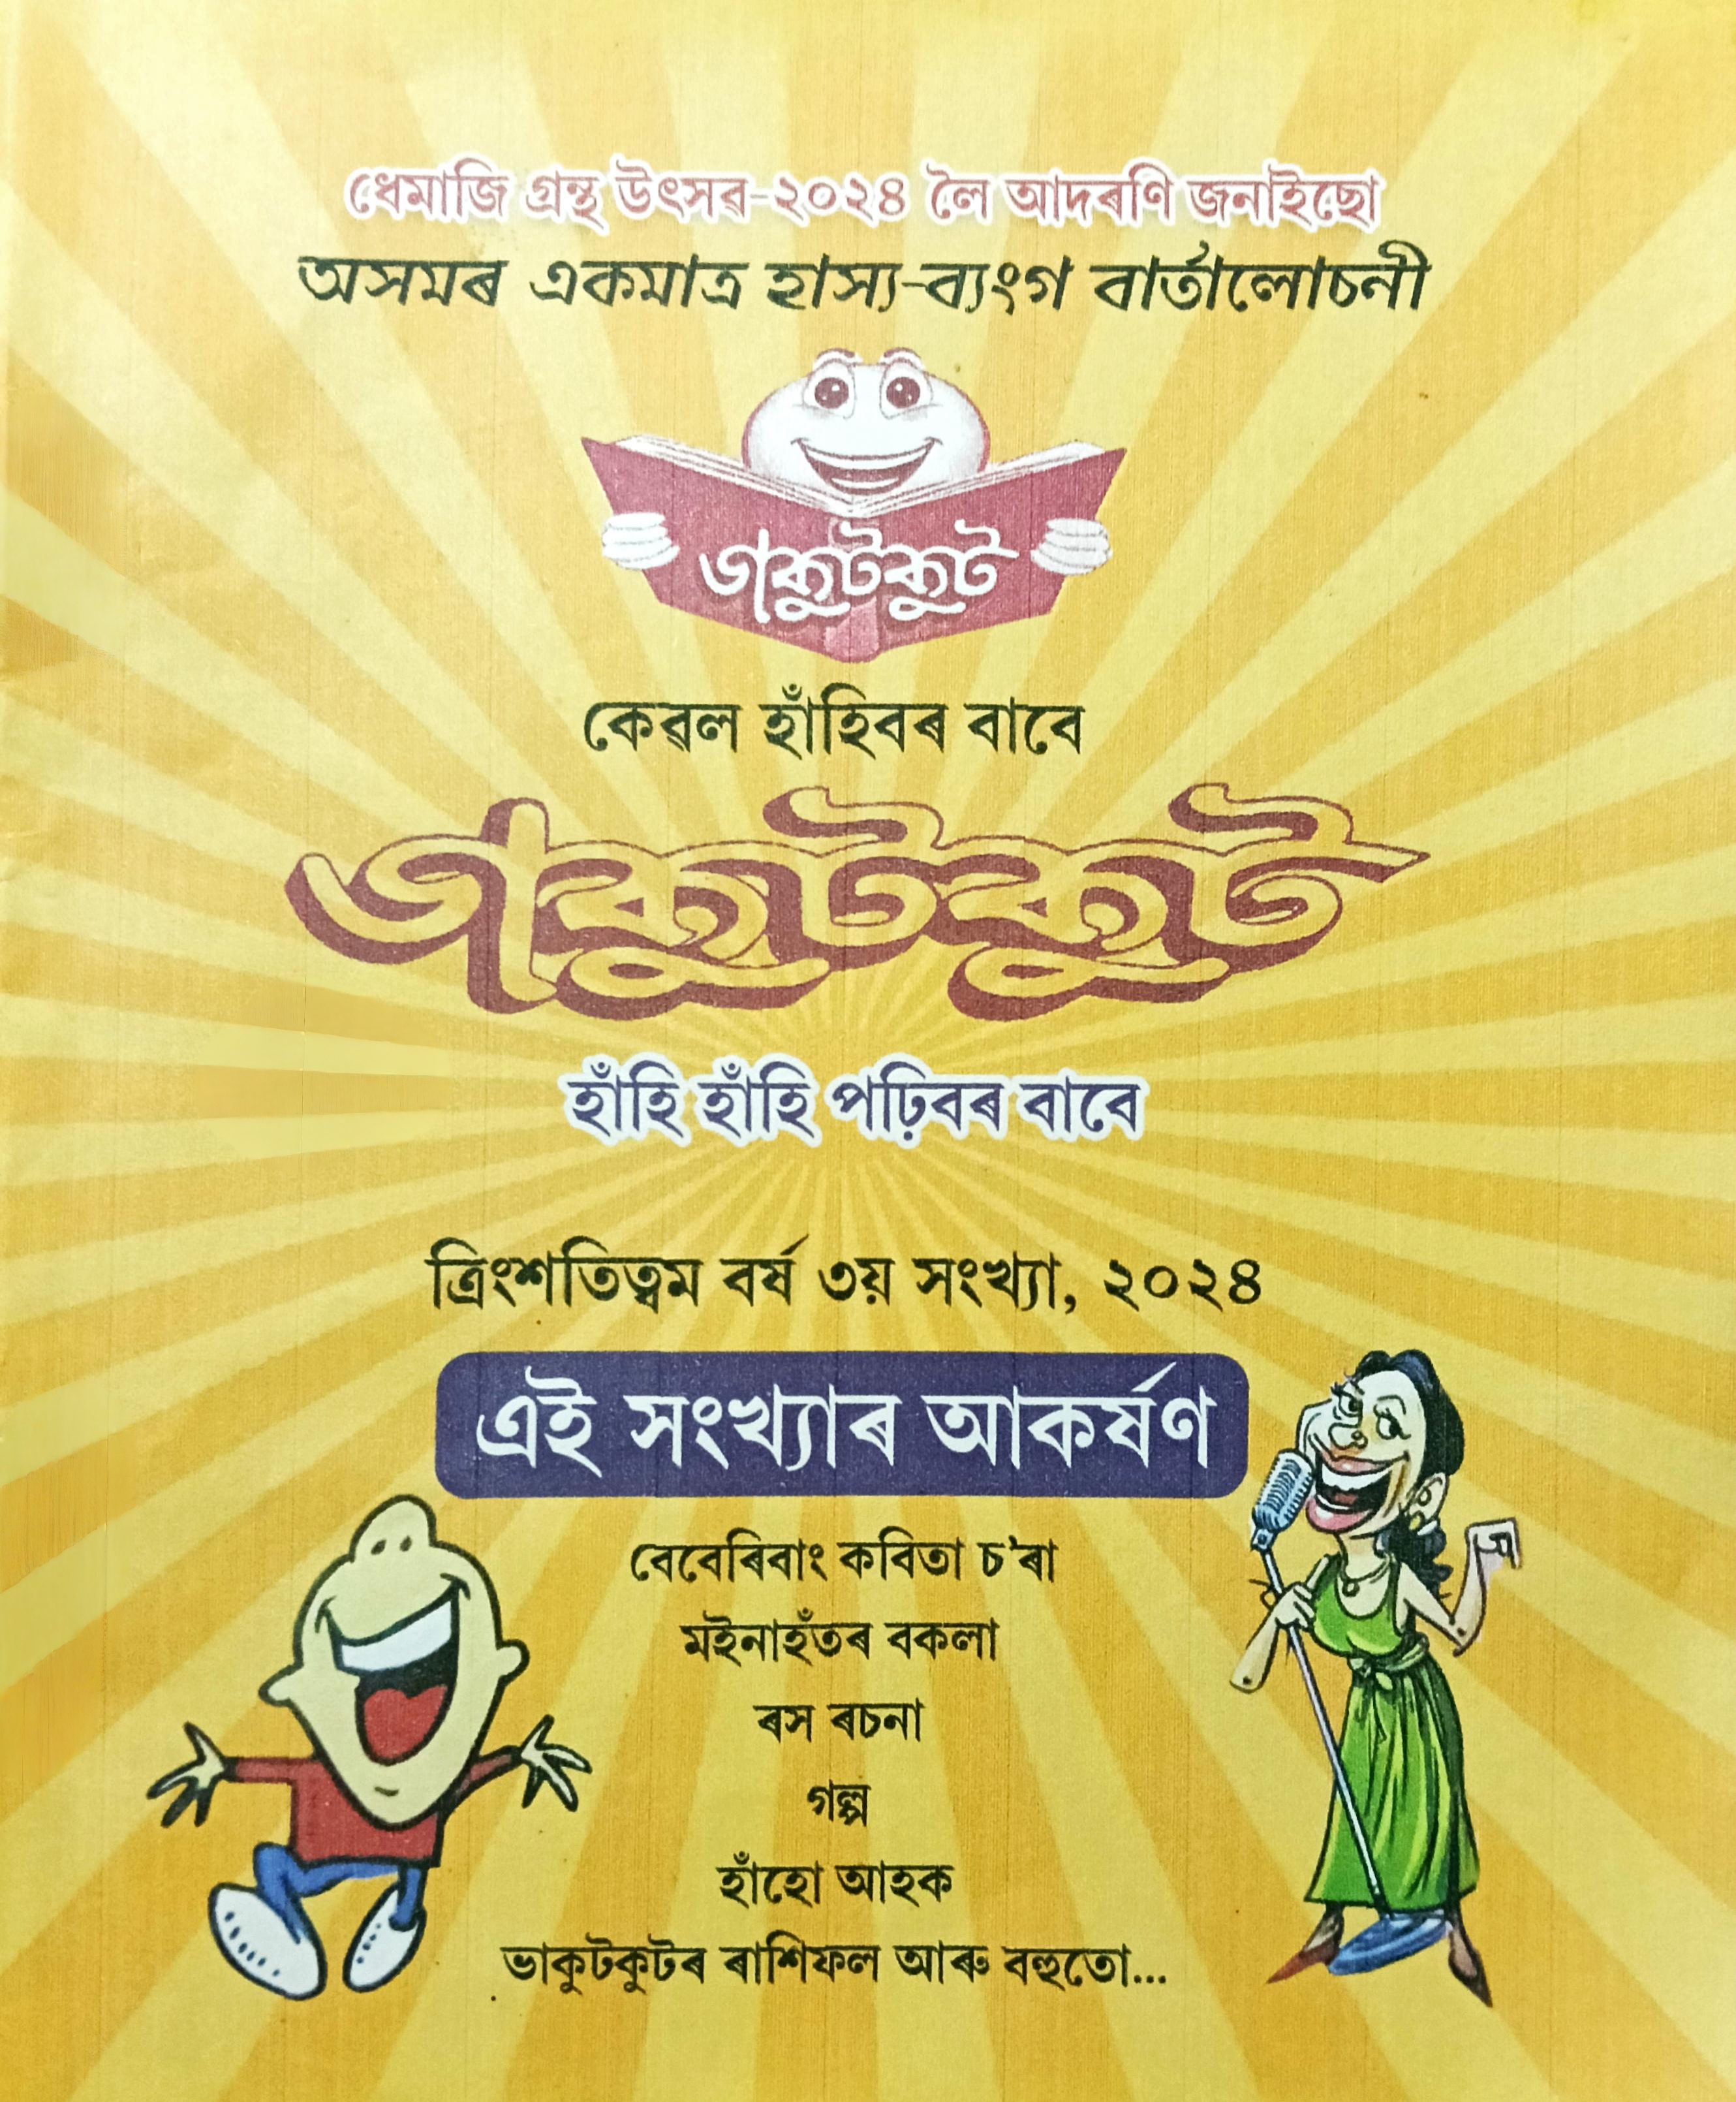 ধেমাজি গ্ৰন্থ উৎসৱ-২০২৪ লৈ আদৰণি জনাইছো
অসমৰ একমাত্ৰ হাস্য-ব্যংগ বাৰ্তালোচনী
ভাকুটকুট
কেৱল হাঁহিবৰ বাবে
ভাকুটকুট
হাঁহি হাঁহি পঢ়িবৰ বাবে
ত্ৰিংশতিত্বম বৰ্ষ ৩য় সংখ্যা, ২০২৪
এই সংখ্যাৰ আকৰ্ষণ
বেবেৰিবাং কবিতা চ'ৰা
মইনাহঁতৰ বকলা
ৰস ৰচনা
গল্প
হাঁহো আহক
ভাকুটকুটৰ ৰাশিফল আৰু বহুতো...